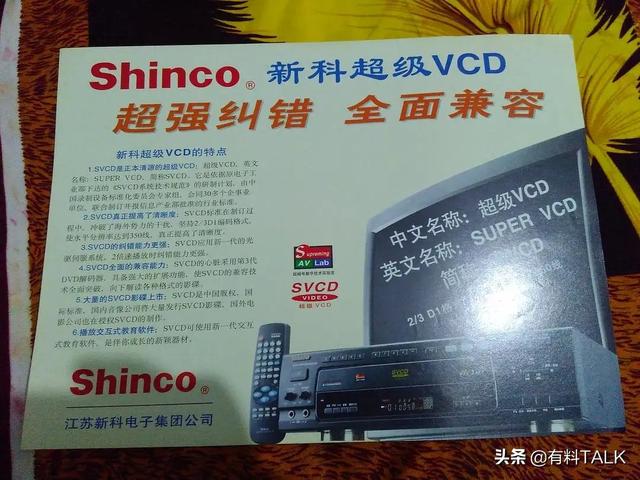 Shinco® 新科超级VCD
超强纠错 全面兼容
新科超级VCD的特点
1.SVCD是正本清源的超级VCD：超级VCD，英文
名称：SUPER VCD，简称SVCD。它是依据原电子工
业部下达的《SVCD系统技术规范》的研制计划，由中
国录制设备标准化委员会专家组，会同30多个企事业
单位，联合制订并报信息产业部批准的行业标准。
2.SVCD真正提高了清晰度：SVCD标准在制订过
程中，冲破了海外势力的干扰，坚持2/3D1编码格式，
使水平分辨率达到350线，真正提高了清晰度。
3.SVCD的纠错能力更强：SVCD应用新一代的光
驱伺服系统，2倍速播放时纠错能力更强。
4.SVCD全面的兼容能力：SVCD的心脏采用第3代
DVD解码器，具备强大的扩展功能，使SVCD的兼容技
术全面突破，向下解读各种格式的影碟。
5.大量的SVCD影碟上市：SVCD是中国版权、国
际标准，国内音像公司将大量发行SVCD影碟，国外电
影公司也在授权SVCD的制作。
6.播放交互式教育软件：SVCD可使用新一代交互
式教育软件，是伴你成长的新颖器材。
Supreming
AV Lab
SVCD
VIDEO
超级 VCD
中文名称：超级VCD
英文名称：SUPER VCD
简
VCD
2/3 D1
SVCD
Shinco®
江苏新科电子集团公司
头条 @有料TALK